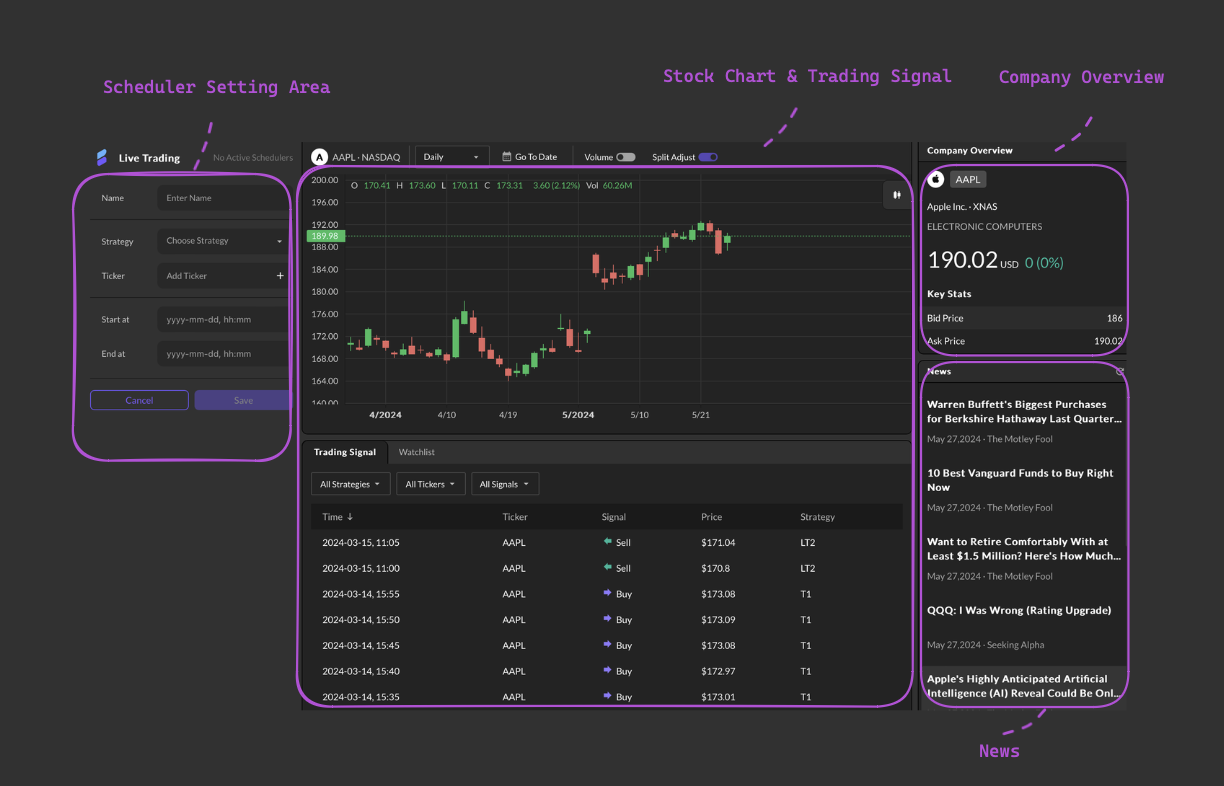 Scheduler Setting Area
Stock Chart & Trading Signal
Company Overview
Live Trading
No Active Schedulers
Name
Enter Name
Strategy
Choose Strategy
Ticker
Add Ticker +
Start at
yyyy-mm-dd, hh:mm
End at
yyyy-mm-dd, hh:mm
Cancel
Save
A AAPL · NASDAQ
Daily
Go To Date
Volume
Split Adjust
O 170.41 H 173.60 L 170.11 C 173.31 3.60 (2.12%) Vol 60.26M
200.00
196.00
192.00
189.98
188.00
184.00
180.00
176.00
172.00
168.00
164.00
160.00
4/2024 4/10 4/19 5/2024 5/10 5/21
Trading Signal
Watchlist
All Strategies
All Tickers
All Signals
Time ↓ Ticker Signal Price Strategy
2024-03-15, 11:05 AAPL Sell $171.04 LT2
2024-03-15, 11:00 AAPL Sell $170.8 LT2
2024-03-14, 15:55 AAPL Buy $173.08 T1
2024-03-14, 15:50 AAPL Buy $173.09 T1
2024-03-14, 15:45 AAPL Buy $173.08 T1
2024-03-14, 15:40 AAPL Buy $172.97 T1
2024-03-14, 15:35 AAPL Buy $173.01 T1
Company Overview
AAPL
Apple Inc. · XNAS
ELECTRONIC COMPUTERS
190.02 USD 0 (0%)
Key Stats
Bid Price 186
Ask Price 190.02
News
Warren Buffett's Biggest Purchases
for Berkshire Hathaway Last Quarter...
May 27,2024 · The Motley Fool
10 Best Vanguard Funds to Buy Right
Now
May 27,2024 · The Motley Fool
Want to Retire Comfortably With at
Least $1.5 Million? Here's How Much...
May 27,2024 · The Motley Fool
QQQ: I Was Wrong (Rating Upgrade)
May 27,2024 · Seeking Alpha
Apple's Highly Anticipated Artificial
Intelligence (AI) Reveal Could Be Onl...
News